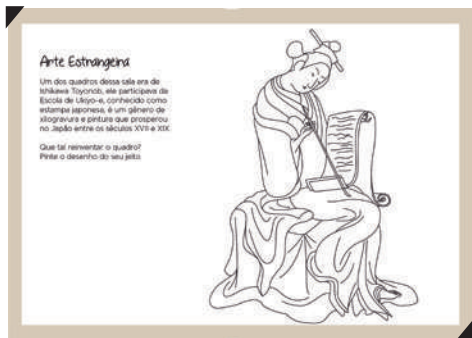 Arte Estrangeira
Um dos quadros dessa sala era de
Ishikawa Toyonob, ele participava da
Escola de Ukiyo-e, conhecido como
estampa japonesa, é um gênero de
xilogravura e pintura que prosperou
no Japão entre os séculos XVII e XIX.
Que tal reinventar o quadro?
Pinte o desenho do seu jeito